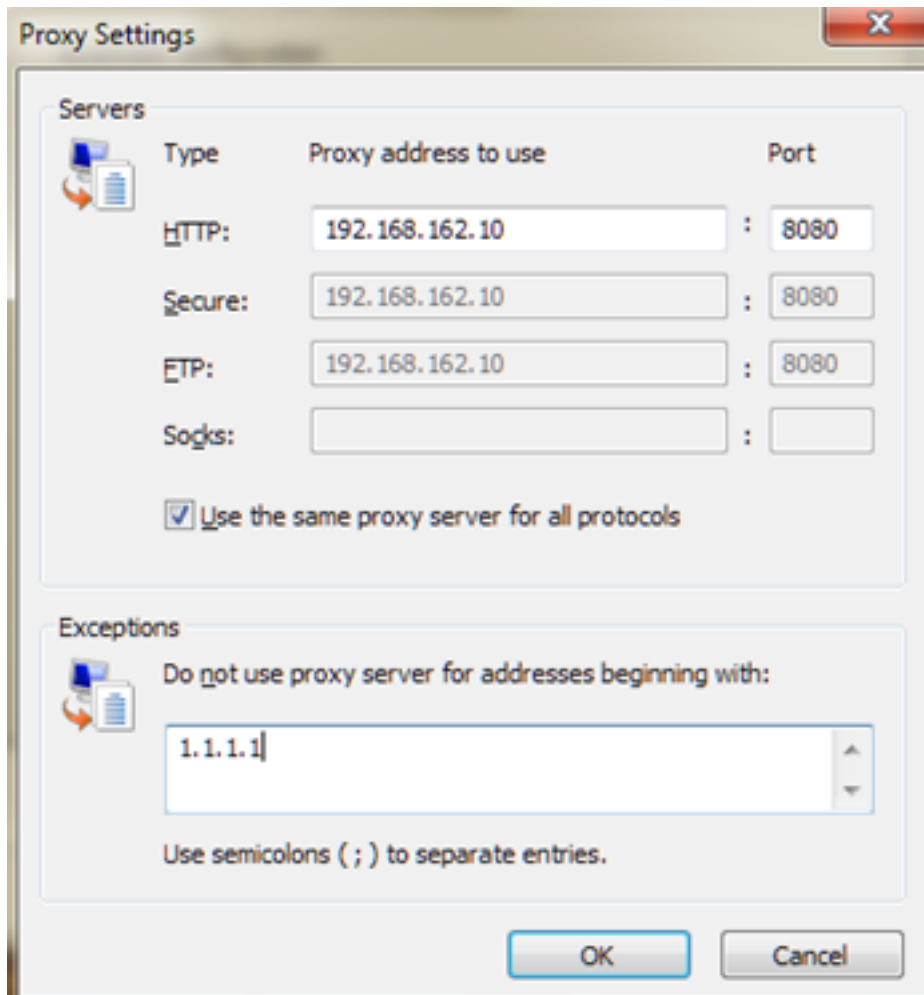 Proxy Settings
Servers
Type Proxy address to use Port
HTTP: 192.168.162.10 : 8080
Secure: 192.168.162.10 : 8080
FTP: 192.168.162.10 : 8080
Socks: :
Use the same proxy server for all protocols
Exceptions
Do not use proxy server for addresses beginning with:
1.1.1.1
Use semicolons ( ; ) to separate entries.
OK Cancel